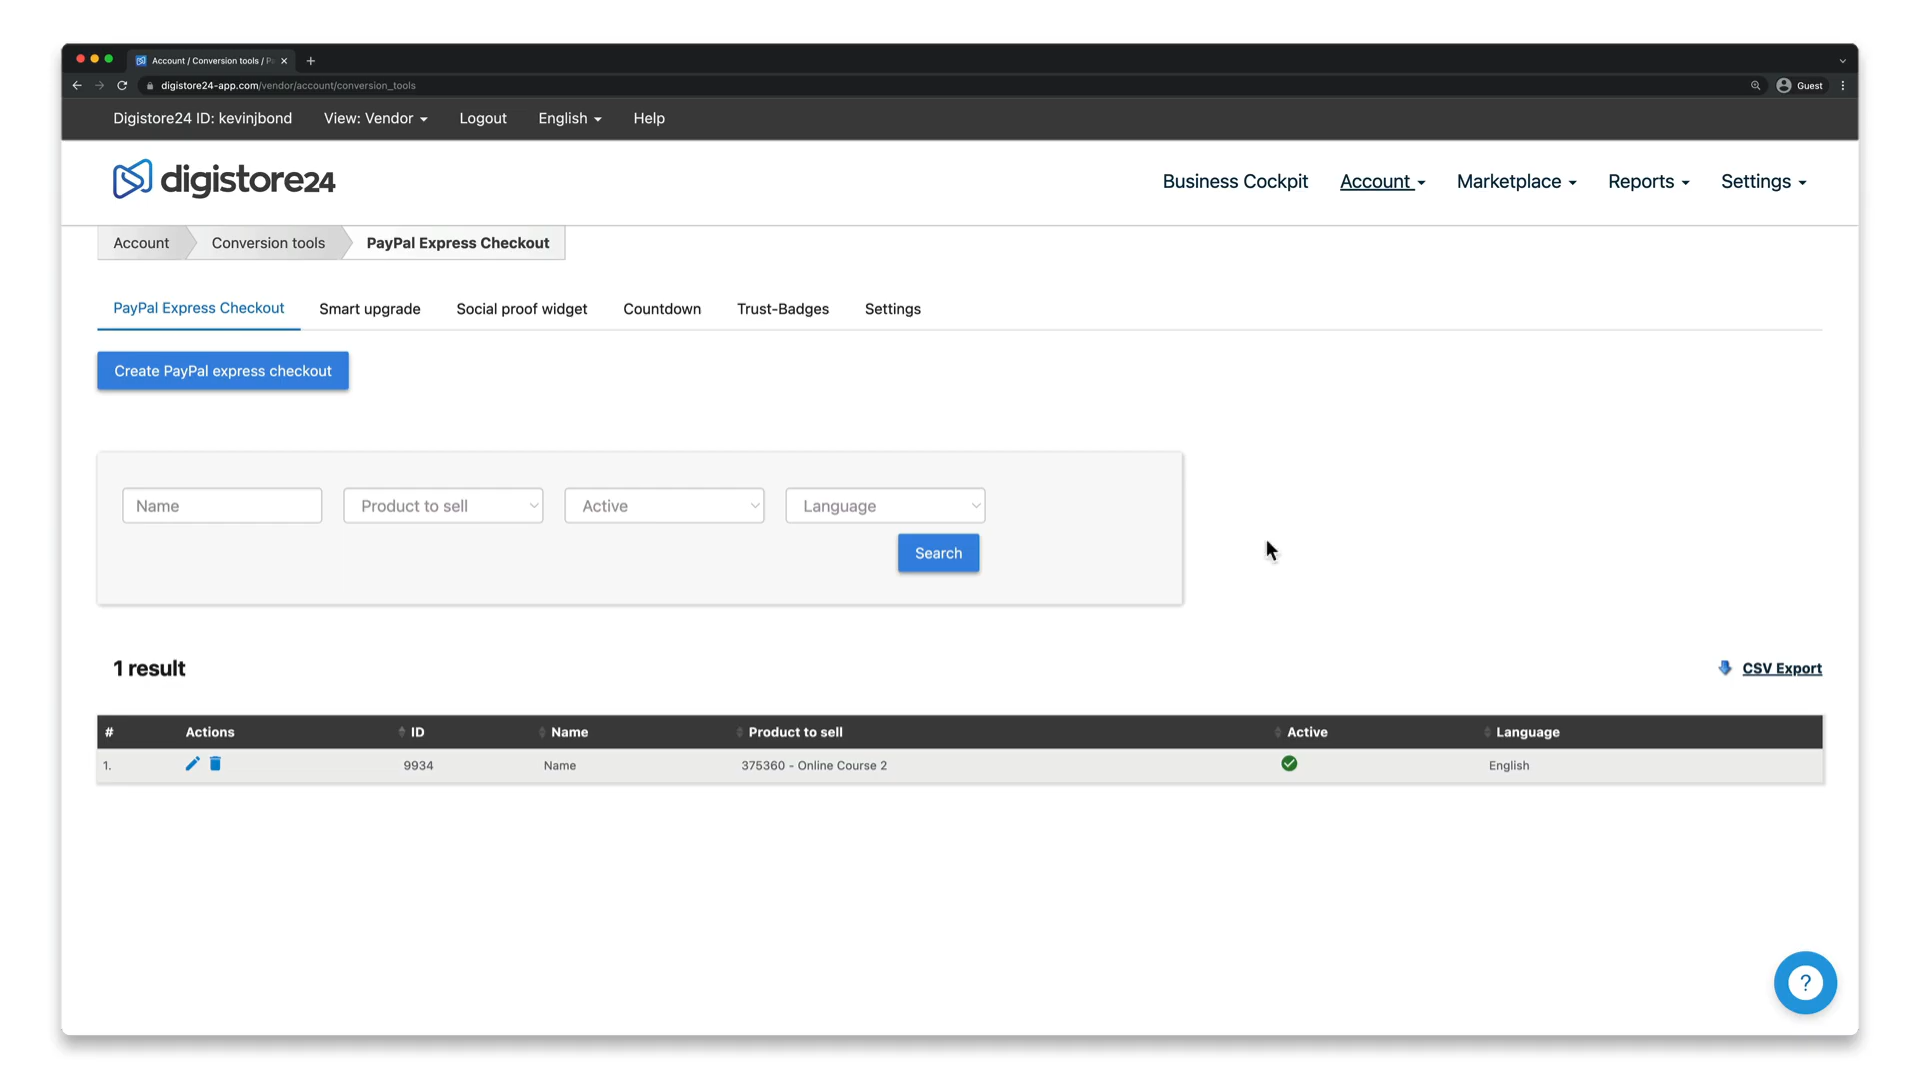 Account / Conversion tools / P
digistore24-app.com/vendor/account/conversion_tools
Guest
Digistore24 ID: kevinjbond View: Vendor Logout English Help
digistore24
Business Cockpit Account Marketplace Reports Settings
Account Conversion tools PayPal Express Checkout
PayPal Express Checkout Smart upgrade Social proof widget Countdown Trust-Badges Settings
Create PayPal express checkout
Name Product to sell Active Language
Search
1 result
CSV Export
# Actions ID Name Product to sell Active Language
1. 9934 Name 375360 - Online Course 2 English
?